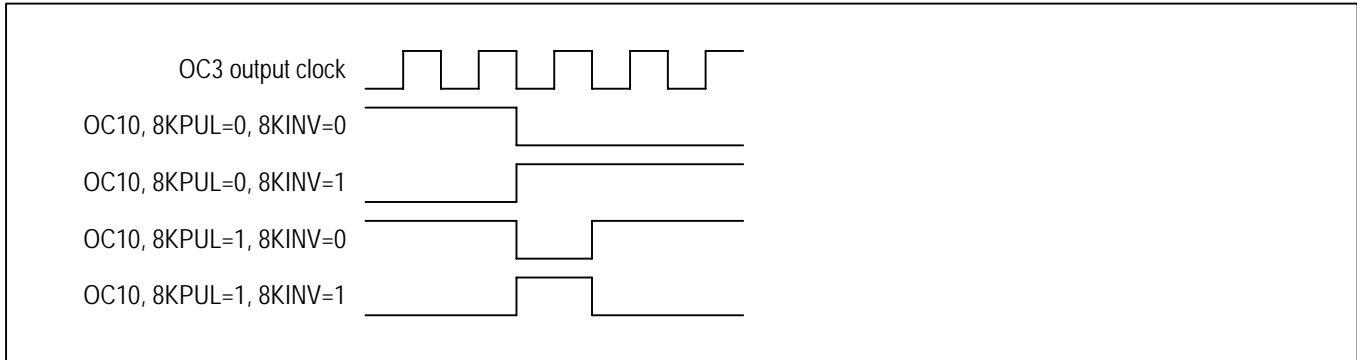 OC3 output clock
OC10, 8KPUL=0, 8KINV=0
OC10, 8KPUL=0, 8KINV=1
OC10, 8KPUL=1, 8KINV=0
OC10, 8KPUL=1, 8KINV=1